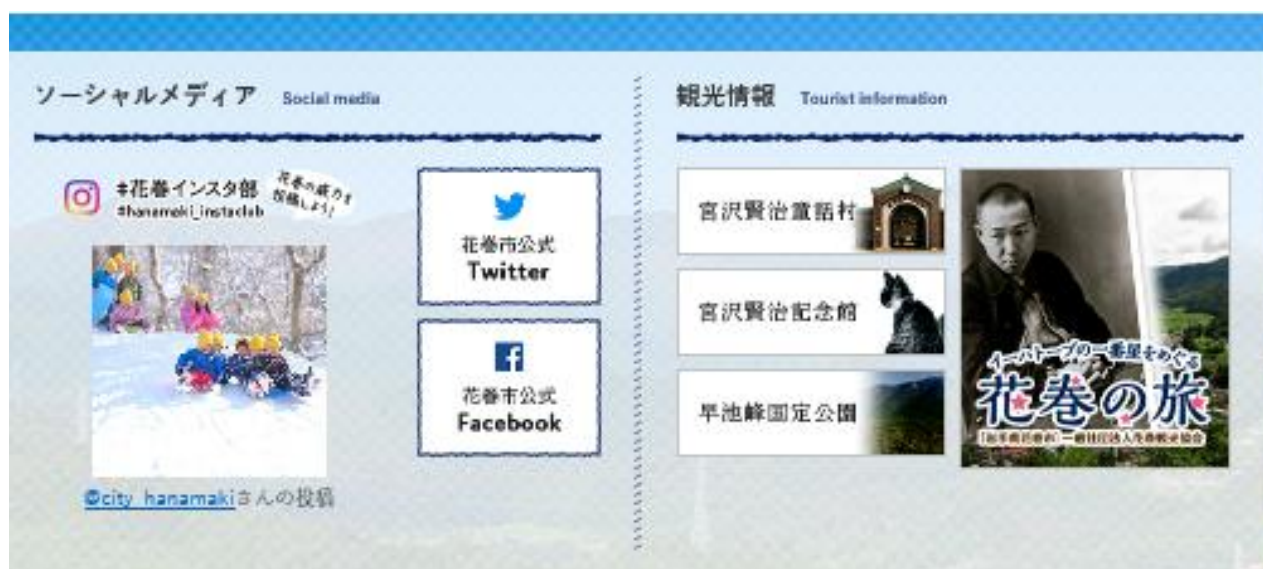 ソーシャルメディア Social media
#花巻インスタ部
#hanamaki_instaclub
花巻の魅力を
投稿しよう!
@city_hanamakiさんの投稿
花巻市公式
Twitter
花巻市公式
Facebook
観光情報 Tourist information
宮沢賢治童話村
宮沢賢治記念館
早池峰国定公園
イーハトーブの一番星をめぐる
花巻の旅